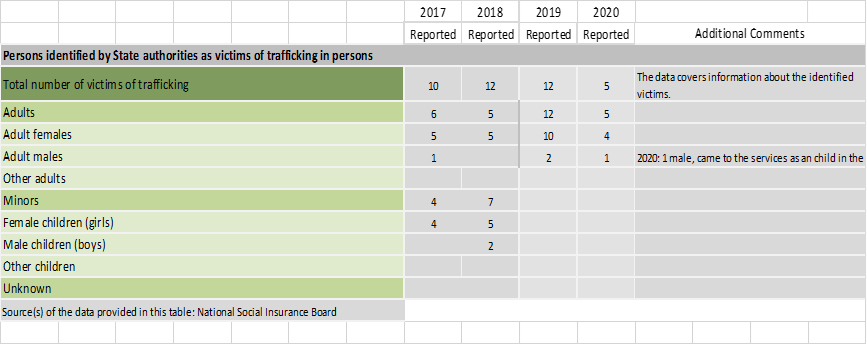 2017 2018 2019 2020
Reported Reported Reported Reported Additional Comments
Persons identified by State authorities as victims of trafficking in persons
Total number of victims of trafficking 10 12 12 5 The data covers information about the identified
victims.
Adults 6 5 12 5
Adult females 5 5 10 4
Adult males 1 2 1 2020: 1 male, came to the services as an child in the
Other adults
Minors 4 7
Female children (girls) 4 5
Male children (boys) 2
Other children
Unknown
Source(s) of the data provided in this table: National Social Insurance Board